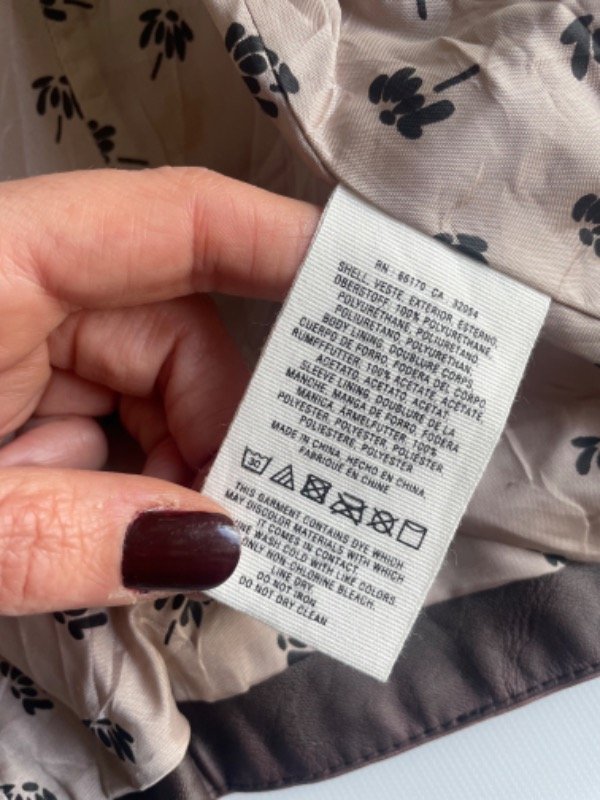 RN: 66170 CA 32054
SHELL, VESTE, EXTERIOR, ESTERNO,
OBERSTOFF, 100% POLYURETHANE,
POLYURETHANE, POLIURETANO,
POLIURETANO, POLYURETHAN.
BODY LINING, DOUBLURE CORPS,
CUERPO DE FORRO, FODERA DEL CORPO,
RUMPFFUTTER, 100% ACETATE, ACETATE,
ACETATO, ACETATO, ACETAT.
SLEEVE LINING, DOUBLURE DE LA
MANCHE, MANGA DE FORRO, FODERA
MANICA, ÄRMELFUTTER, 100%
POLYESTER, POLYESTER, POLIÉSTER
POLIESTERE, POLYESTER
MADE IN CHINA, HECHO EN CHINA,
FABRIQUE EN CHINE
30
THIS GARMENT CONTAINS DYE WHICH
MAY DISCOLOR MATERIALS WITH WHICH
IT COMES IN CONTACT.
WASH COLD WITH LIKE COLORS.
ONLY NON-CHLORINE BLEACH.
LINE DRY.
DO NOT IRON
DO NOT DRY CLEAN